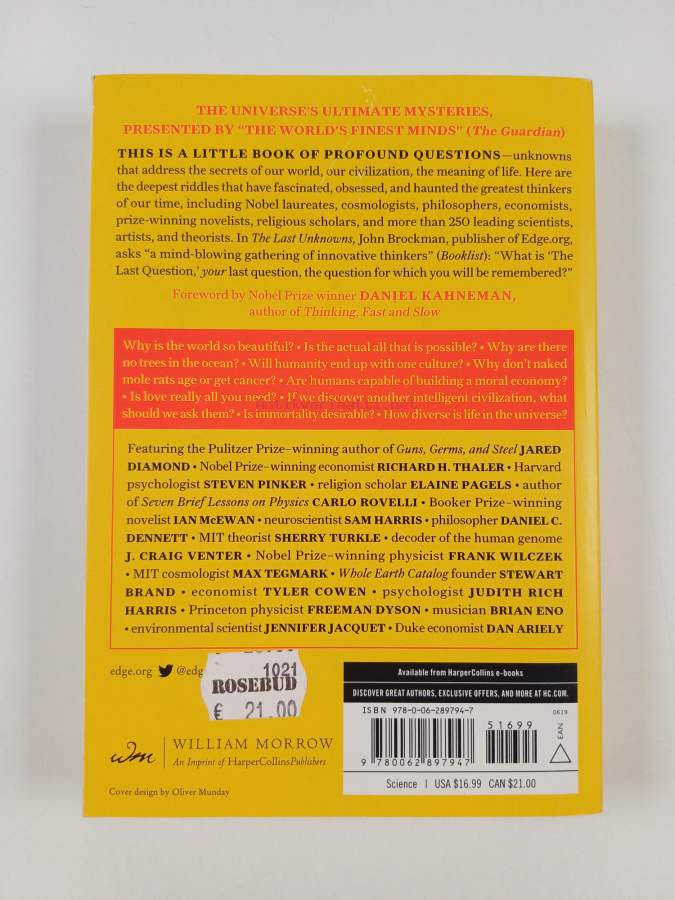 THE UNIVERSE'S ULTIMATE MYSTERIES,
PRESENTED BY "THE WORLD'S FINEST MINDS" (The Guardian)
THIS IS A LITTLE BOOK OF PROFOUND QUESTIONS—unknowns
that address the secrets of our world, our civilization, the meaning of life. Here are
the deepest riddles that have fascinated, obsessed, and haunted the greatest thinkers
of our time, including Nobel laureates, cosmologists, philosophers, economists,
prize-winning novelists, religious scholars, and more than 250 leading scientists,
artists, and theorists. In The Last Unknowns, John Brockman, publisher of Edge.org,
asks "a mind-blowing gathering of innovative thinkers" (Booklist): "What is 'The
Last Question,' your last question, the question for which you will be remembered?"
Foreword by Nobel Prize winner DANIEL KAHNEMAN,
author of Thinking, Fast and Slow
Why is the world so beautiful? • Is the actual all that is possible? • Why are there
no trees in the ocean? • Will humanity end up with one culture? • Why don't naked
mole rats age or get cancer? • Are humans capable of building a moral economy?
• Is love really all you need? • If we discover another intelligent civilization, what
should we ask them? • Is immortality desirable? • How diverse is life in the universe?
Featuring the Pulitzer Prize–winning author of Guns, Germs, and Steel JARED
DIAMOND • Nobel Prize–winning economist RICHARD H. THALER • Harvard
psychologist STEVEN PINKER • religion scholar ELAINE PAGELS • author
of Seven Brief Lessons on Physics CARLO ROVELLI • Booker Prize–winning
novelist IAN McEWAN • neuroscientist SAM HARRIS • philosopher DANIEL C.
DENNETT • MIT theorist SHERRY TURKLE • decoder of the human genome
J. CRAIG VENTER • Nobel Prize–winning physicist FRANK WILCZEK
• MIT cosmologist MAX TEGMARK • Whole Earth Catalog founder STEWART
BRAND • economist TYLER COWEN • psychologist JUDITH RICH
HARRIS • Princeton physicist FREEMAN DYSON • musician BRIAN ENO
• environmental scientist JENNIFER JACQUET • Duke economist DAN ARIELY
edge.org @edg
1021
ROSEBUD
€ 21.00
WILLIAM MORROW
An Imprint of HarperCollinsPublishers
Cover design by Oliver Munday
Available from HarperCollins e-books
DISCOVER GREAT AUTHORS, EXCLUSIVE OFFERS, AND MORE AT HC.COM.
ISBN 978-0-06-289794-7
0619
51699
EAN
9 780062 897947
Science | USA $16.99 CAN $21.00